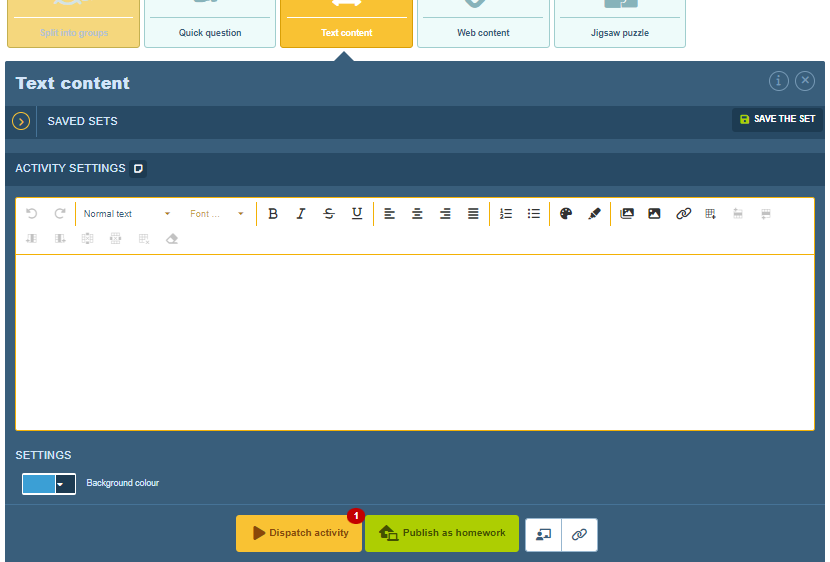 Split into groups
Quick question
Text content
Web content
Jigsaw puzzle
Text content
SAVED SETS
SAVE THE SET
ACTIVITY SETTINGS
Normal text
Font ...
B I S U
SETTINGS
Background colour
1
Dispatch activity
Publish as homework